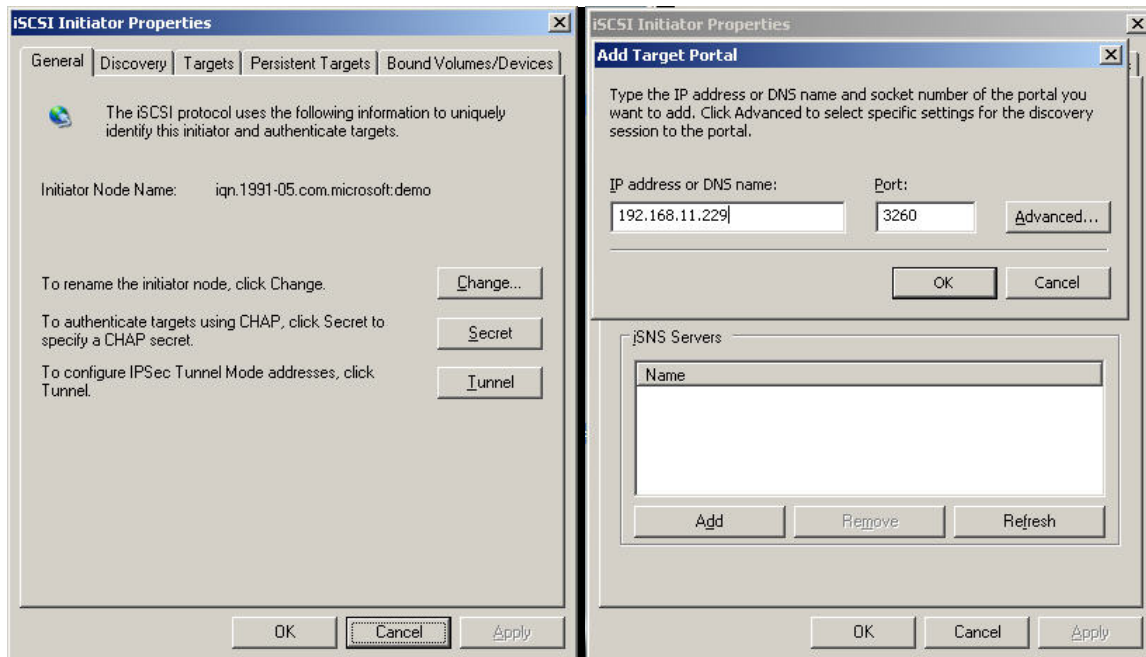 iSCSI Initiator Properties
General
Discovery
Targets
Persistent Targets
Bound Volumes/Devices
The iSCSI protocol uses the following information to uniquely
identify this initiator and authenticate targets.
Initiator Node Name: iqn.1991-05.com.microsoft:demo
To rename the initiator node, click Change.
Change...
To authenticate targets using CHAP, click Secret to
specify a CHAP secret.
Secret
To configure IPSec Tunnel Mode addresses, click
Tunnel.
Tunnel
OK
Cancel
Apply
iSCSI Initiator Properties
Add Target Portal
Type the IP address or DNS name and socket number of the portal you
want to add. Click Advanced to select specific settings for the discovery
session to the portal.
IP address or DNS name: Port:
192.168.11.229 3260 Advanced...
OK Cancel
iSNS Servers
Name
Add Remove Refresh
OK Cancel Apply